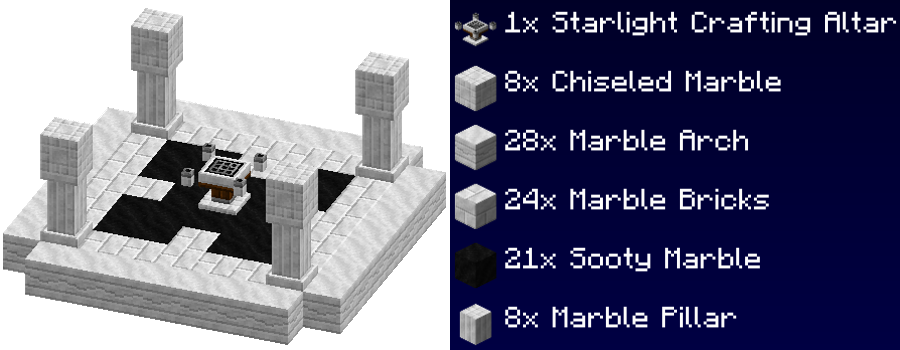 1x Starlight Crafting Altar
8x Chiseled Marble
28x Marble Arch
24x Marble Bricks
21x Sooty Marble
8x Marble Pillar